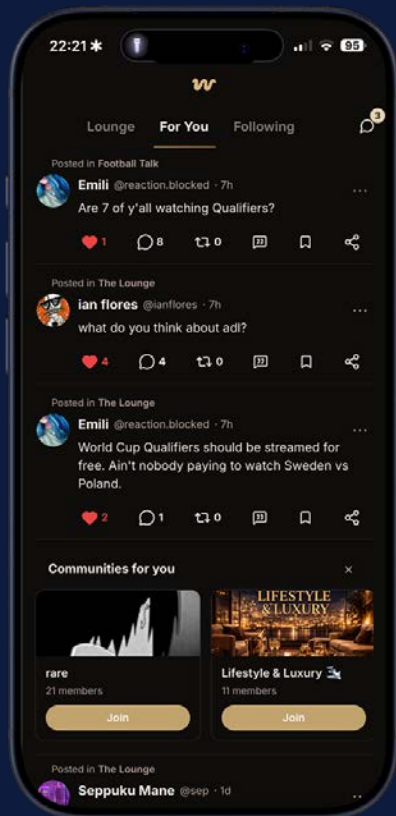 22:21
95
Lounge For You Following 3
Posted in Football Talk
Emili @reaction.blocked · 7h
Are 7 of y'all watching Qualifiers?
1 8 0
Posted in The Lounge
ian flores @ianflores · 7h
what do you think about adl?
4 4 0
Posted in The Lounge
Emili @reaction.blocked · 7h
World Cup Qualifiers should be streamed for
free. Ain't nobody paying to watch Sweden vs
Poland.
2 1 0
Communities for you
LIFESTYLE
& LUXURY
rare Lifestyle & Luxury
21 members 11 members
Join Join
Posted in The Lounge
Seppuku Mane @sep · 1d